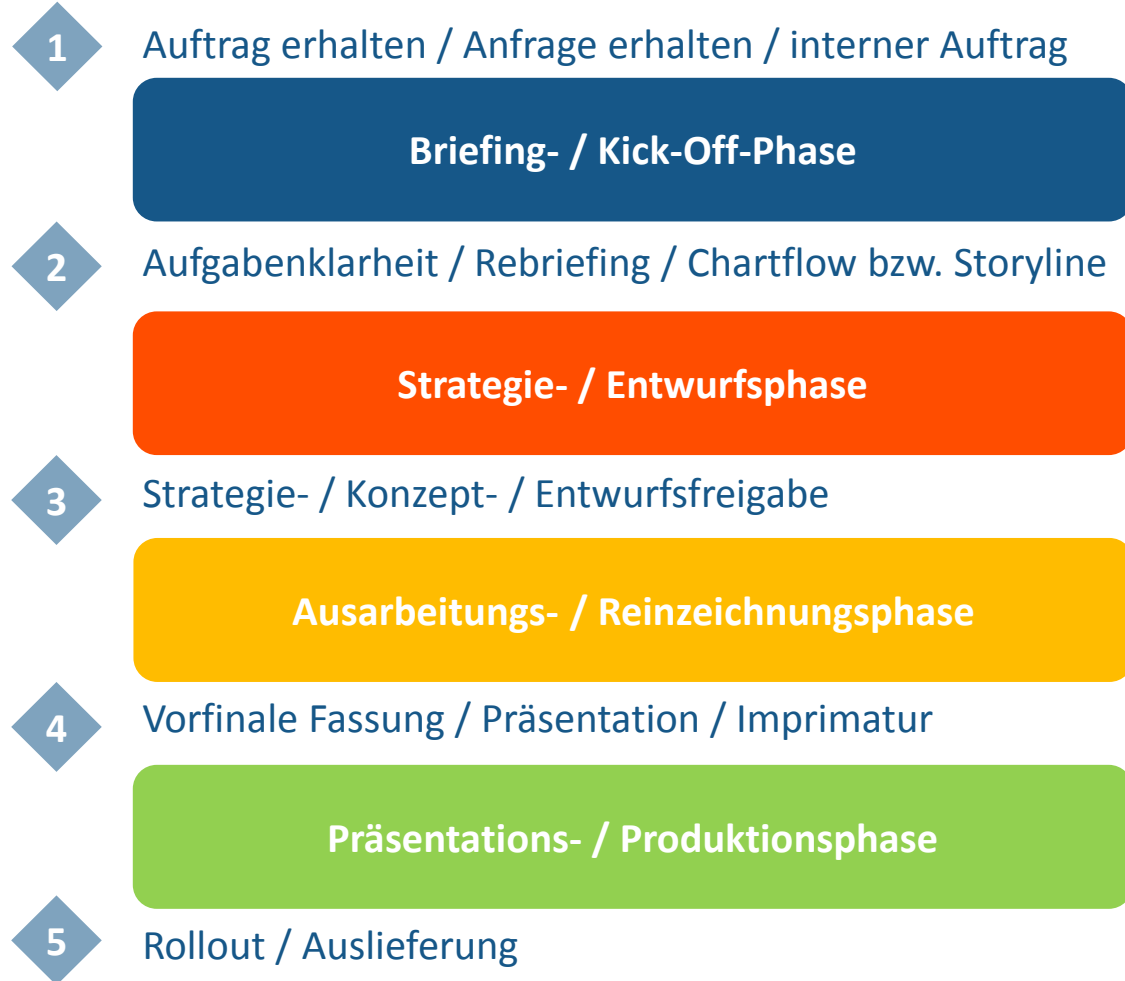 1 Auftrag erhalten / Anfrage erhalten / interner Auftrag
Briefing- / Kick-Off-Phase
2 Aufgabenklarheit / Rebriefing / Chartflow bzw. Storyline
Strategie- / Entwurfsphase
3 Strategie- / Konzept- / Entwurfsfreigabe
Ausarbeitungs- / Reinzeichnungsphase
4 Vorfinale Fassung / Präsentation / Imprimatur
Präsentations- / Produktionsphase
5 Rollout / Auslieferung